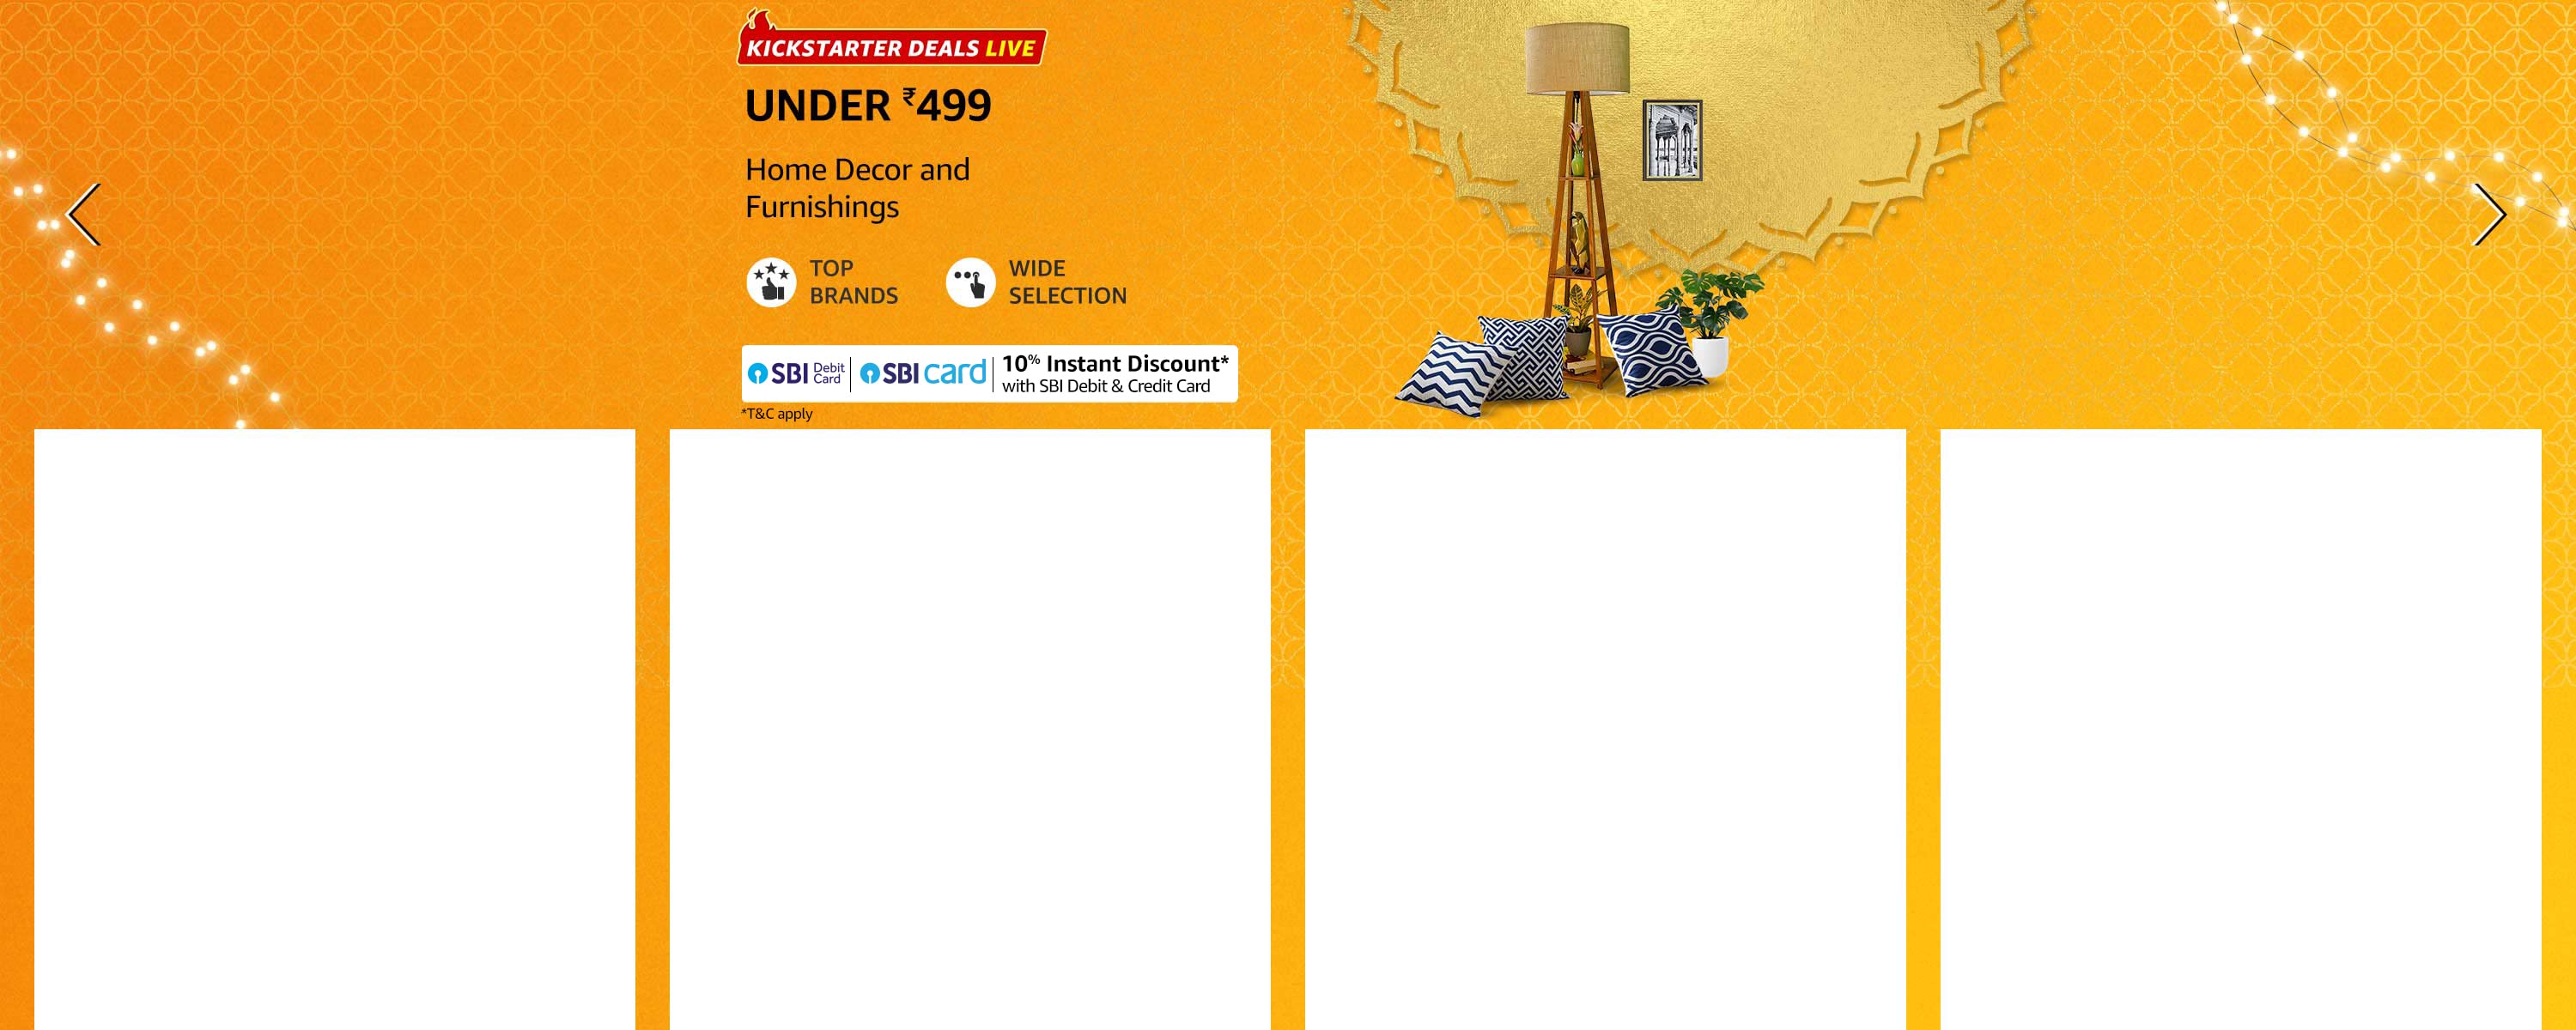 KICKSTARTER DEALS LIVE
UNDER ₹499
Home Decor and
Furnishings
TOP
BRANDS
WIDE
SELECTION
SBI Debit Card
SBI card
10% Instant Discount*
with SBI Debit & Credit Card
*T&C apply